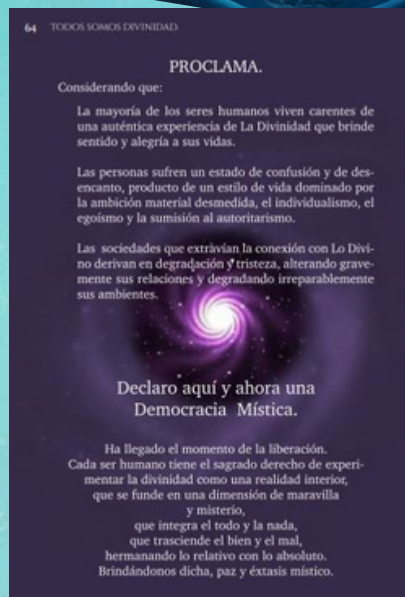 64 TODOS SOMOS DIVINIDAD.
PROCLAMA.
Considerando que:
La mayoría de los seres humanos viven carentes de
una auténtica experiencia de La Divinidad que brinde
sentido y alegría a sus vidas.
Las personas sufren un estado de confusión y de des-
encanto, producto de un estilo de vida dominado por
la ambición material desmedida, el individualismo, el
egoísmo y la sumisión al autoritarismo.
Las sociedades que extravían la conexión con Lo Divi-
no derivan en degradación y tristeza, alterando grave-
mente sus relaciones y degradando irreparablemente
sus ambientes.
Declaro aquí y ahora una
Democracia Mística.
Ha llegado el momento de la liberación.
Cada ser humano tiene el sagrado derecho de experi-
mentar la divinidad como una realidad interior,
que se funde en una dimensión de maravilla
y misterio,
que integra el todo y la nada,
que trasciende el bien y el mal,
hermanando lo relativo con lo absoluto.
Brindándonos dicha, paz y éxtasis místico.